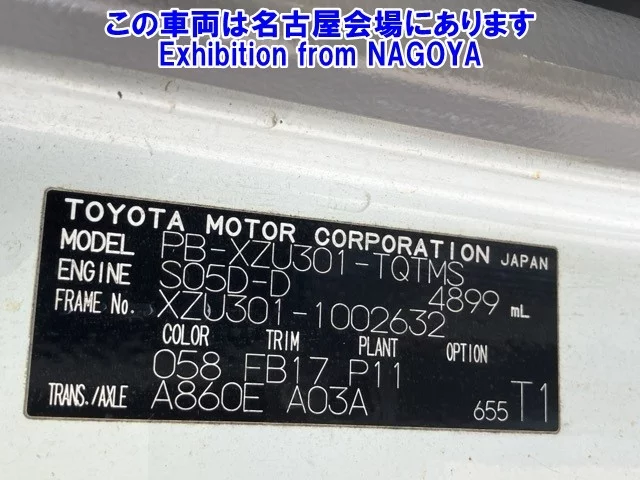 この車両は名古屋会場にあります
Exhibition from NAGOYA
TOYOTA MOTOR CORPORATION JAPAN
MODEL PB-XZU301-TQTMS
ENGINE S05D-D 4899 mL
FRAME No. XZU301-1002632
COLOR TRIM PLANT OPTION
058 FB17 P11
TRANS./AXLE A860E A03A 655 T1